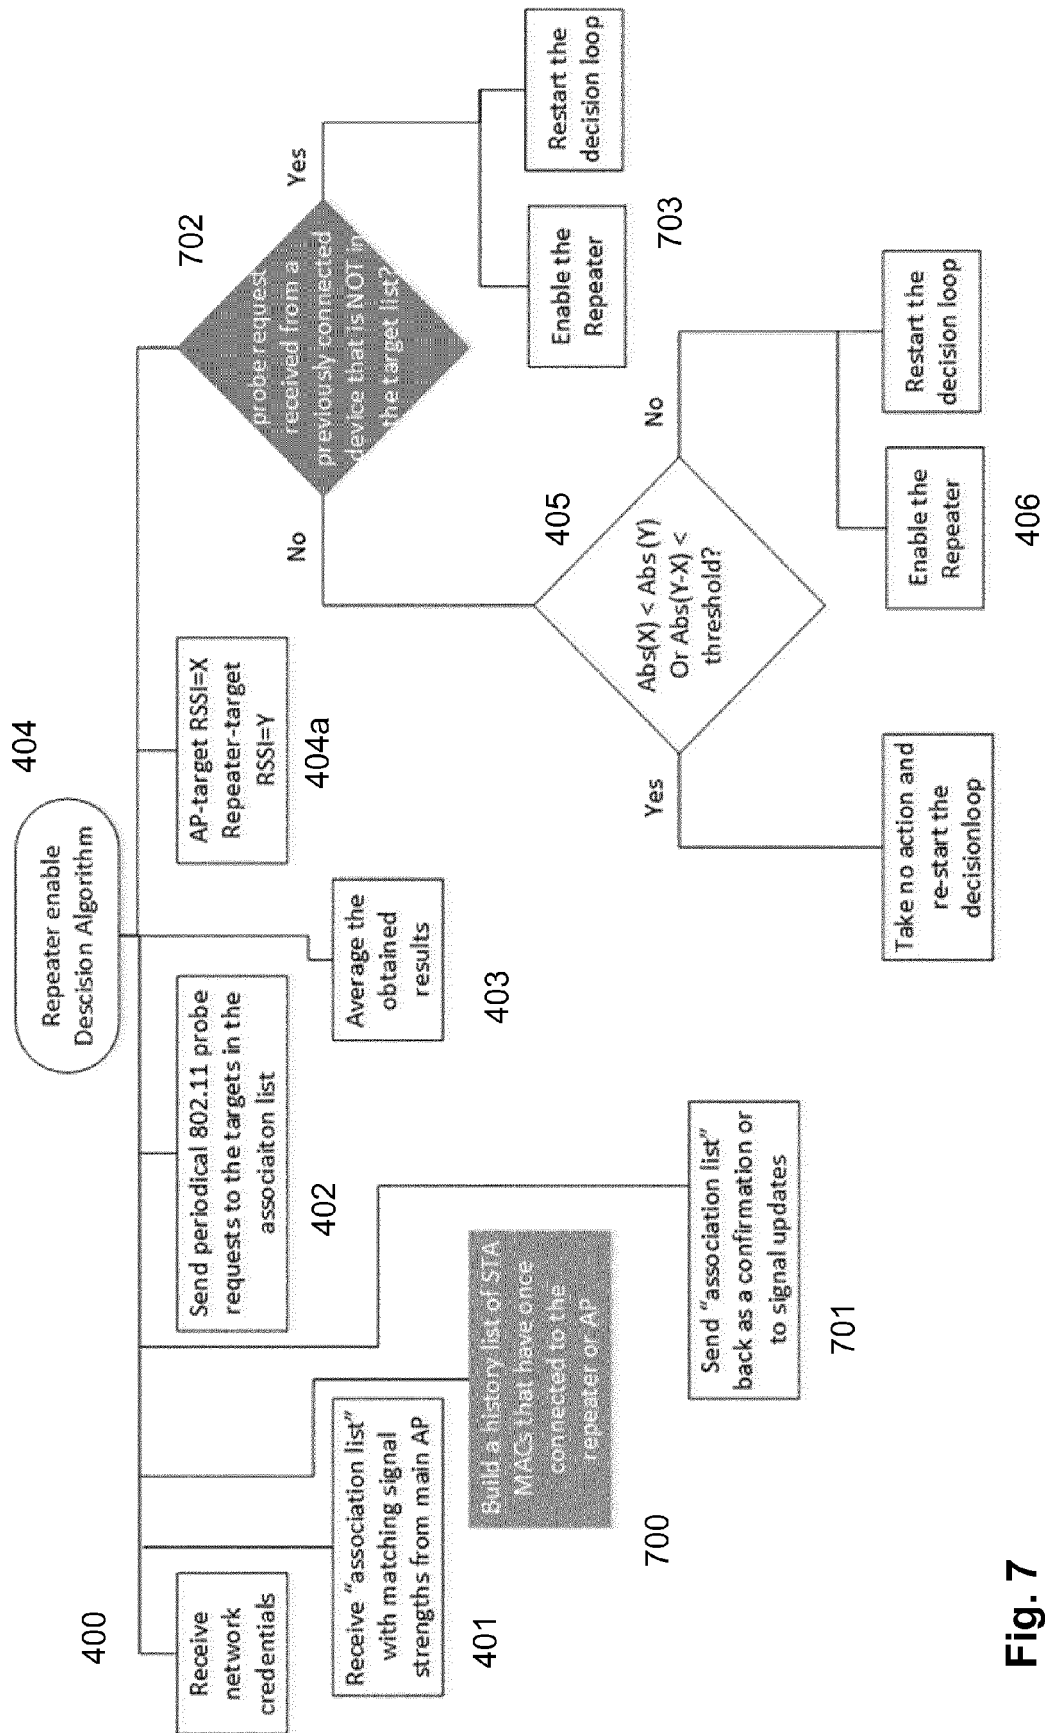 404
Repeater enable
Descision Algorithm
400
Receive
network
credentials
Receive "association list"
with matching signal
strengths from main AP
401
Build a history list of STA
MACs that have once
connected to the
repeater or AP
700
Send "association list"
back as a confirmation or
to signal updates
701
Send periodical 802.11 probe
requests to the targets in the
associaiton list
402
Average the
obtained
results
403
AP-target RSSI=X
Repeater-target
RSSI=Y
404a
702
probe request
received from a
previously connected
device that is NOT in
the target list?
No
Yes
Enable the
Repeater
Restart the
decision loop
703
405
Abs(X) < Abs (Y)
Or Abs(Y-X) <
threshold?
Yes
No
Take no action and
re-start the
decisionloop
Enable the
Repeater
Restart the
decision loop
406
Fig. 7